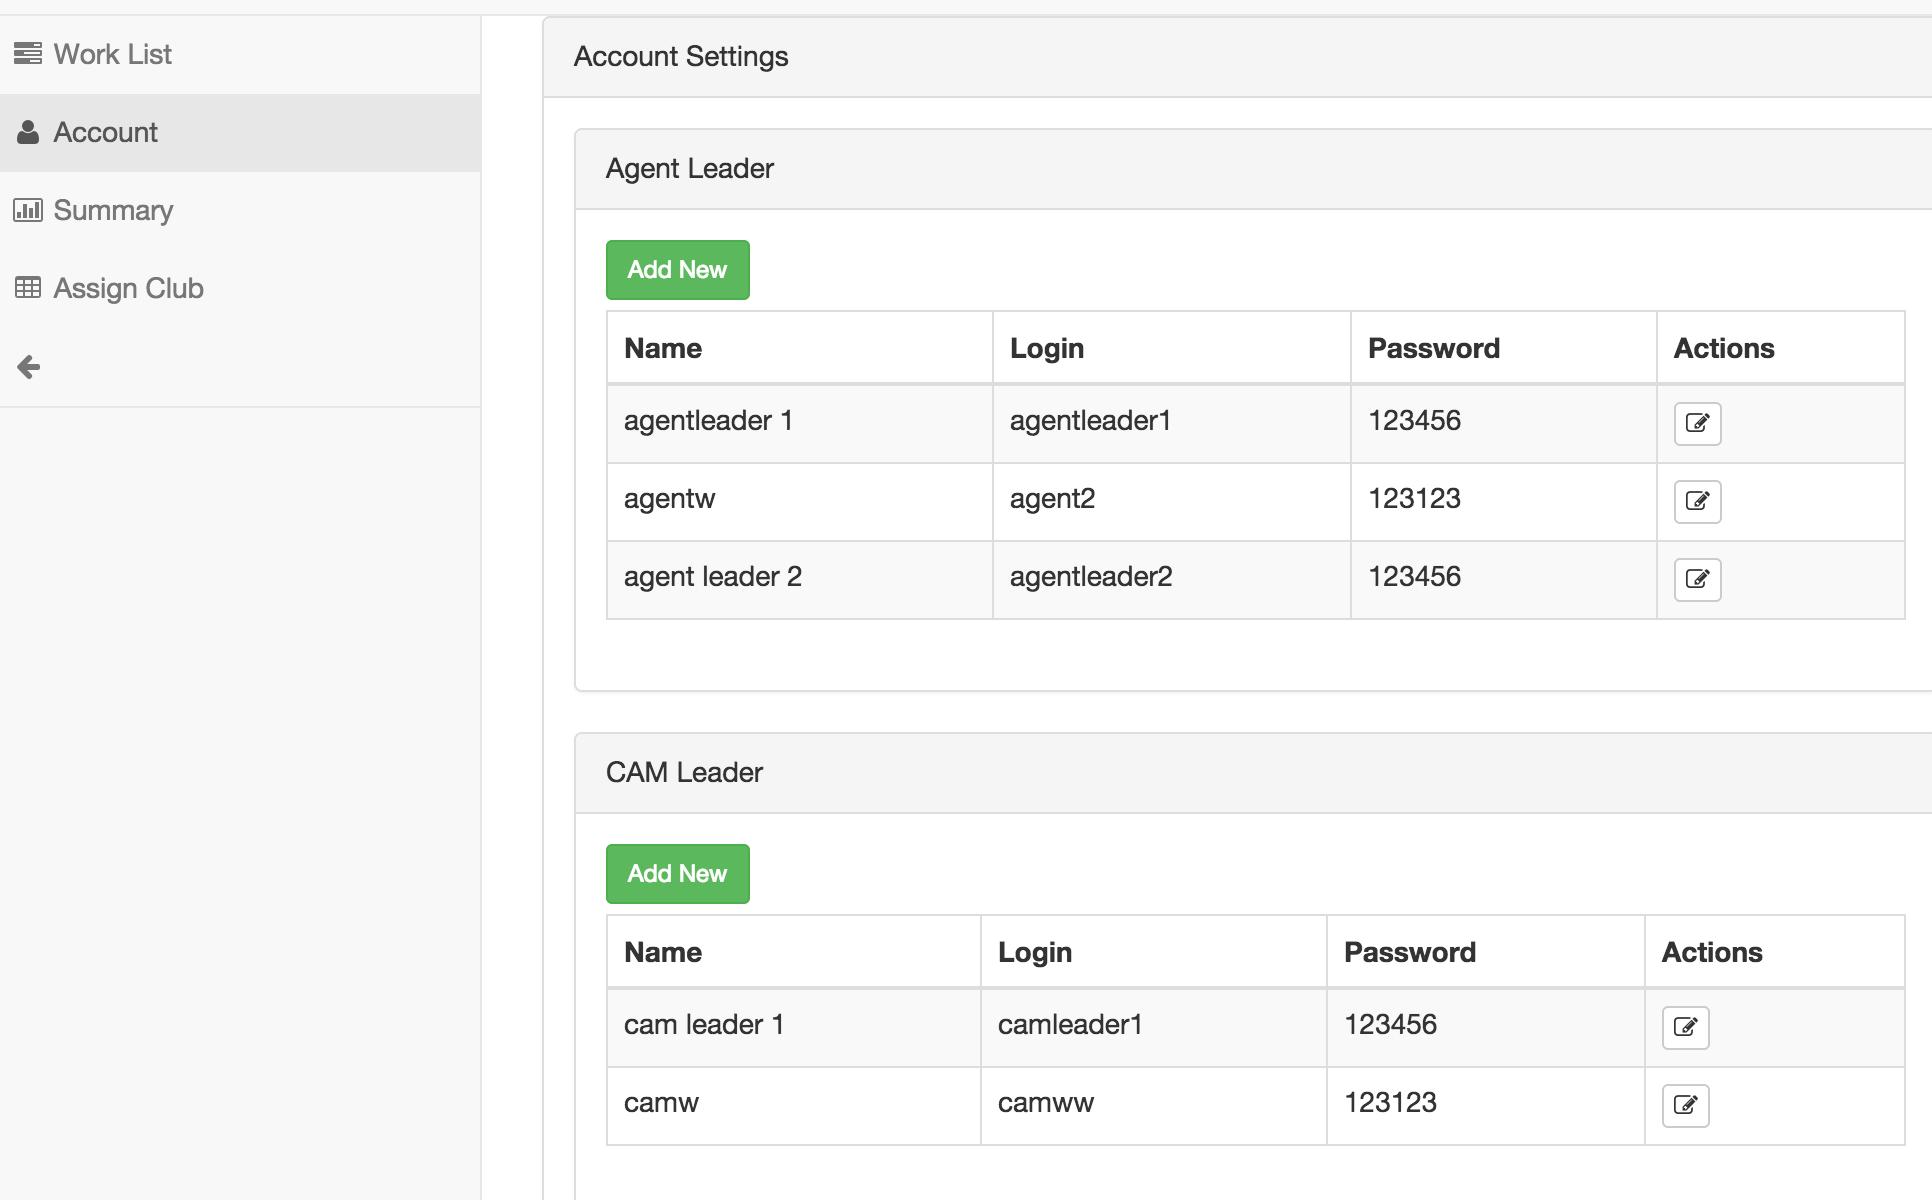 Work List
Account
Summary
Assign Club
Account Settings
Agent Leader
Add New
Name Login Password Actions
agentleader 1 agentleader1 123456
agentw agent2 123123
agent leader 2 agentleader2 123456
CAM Leader
Add New
Name Login Password Actions
cam leader 1 camleader1 123456
camw camww 123123